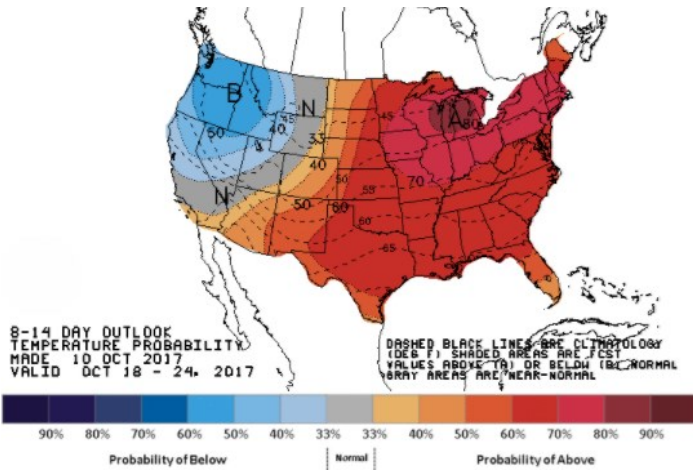 B
N
A
80
45
45
33
40
40
50
50
55
70
N
50
60
60
65
8-14 DAY OUTLOOK
TEMPERATURE PROBABILITY
MADE 10 OCT 2017
VALID OCT 18 - 24, 2017
DASHED BLACK LINES ARE CLIMATOLOGY
(DEG F) SHADED AREAS ARE FCST
VALUES ABOVE (A) OR BELOW (B) NORMAL
GRAY AREAS ARE NEAR-NORMAL
90% 80% 70% 60% 50% 40% 33% 33% 40% 50% 60% 70% 80% 90%
Probability of Below Normal Probability of Above